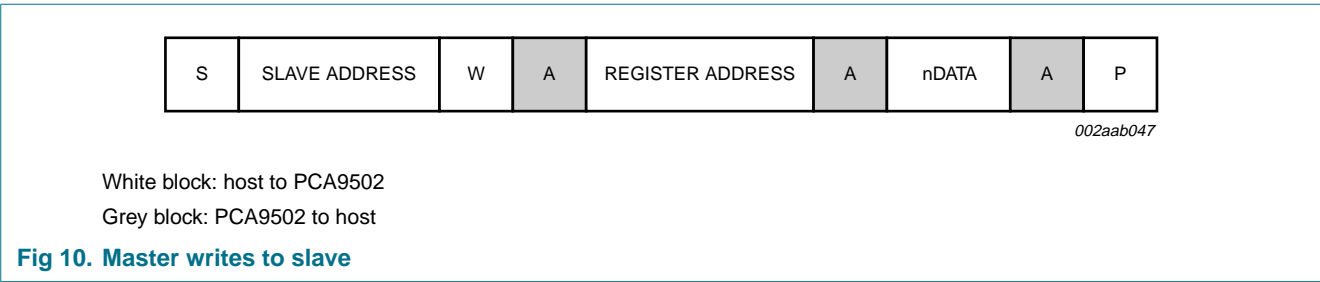 S SLAVE ADDRESS W A REGISTER ADDRESS A nDATA A P
002aab047
White block: host to PCA9502
Grey block: PCA9502 to host
Fig 10. Master writes to slave